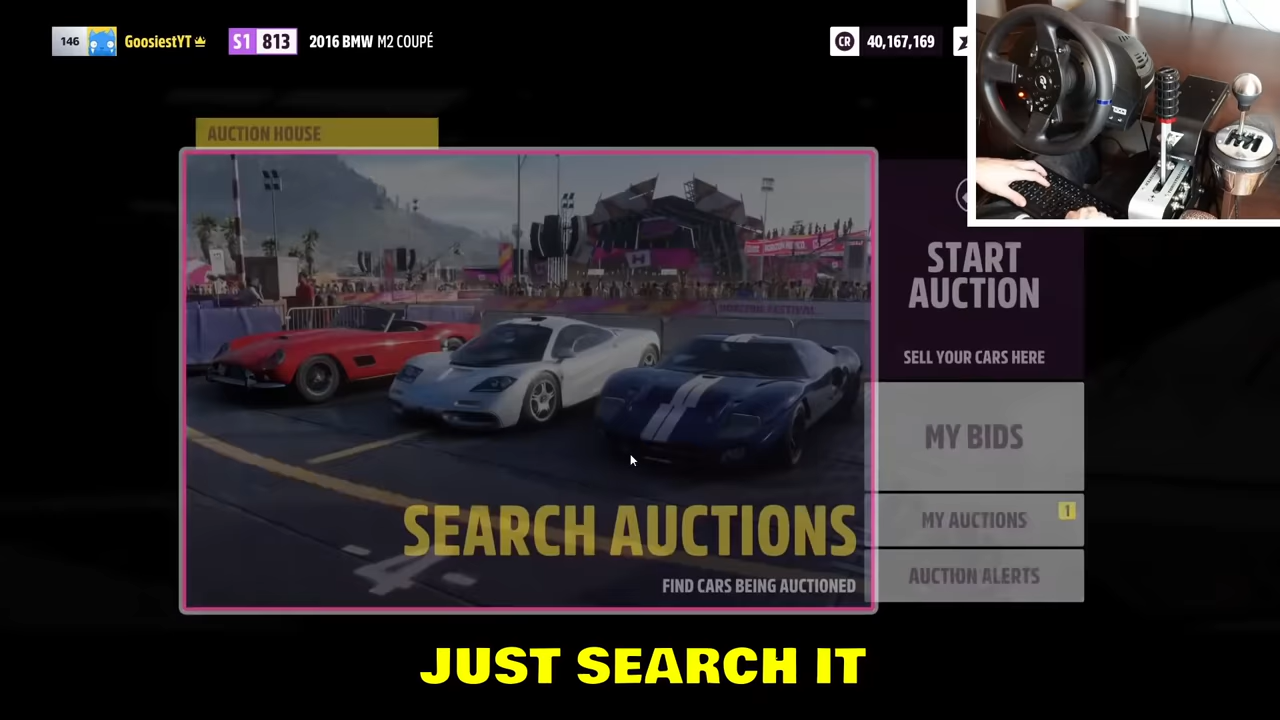 146 GoosiestYT S1 813 2016 BMW M2 COUPÉ CR 40,167,169
AUCTION HOUSE
START
AUCTION
SELL YOUR CARS HERE
MY BIDS
SEARCH AUCTIONS
FIND CARS BEING AUCTIONED
MY AUCTIONS 1
AUCTION ALERTS
JUST SEARCH IT